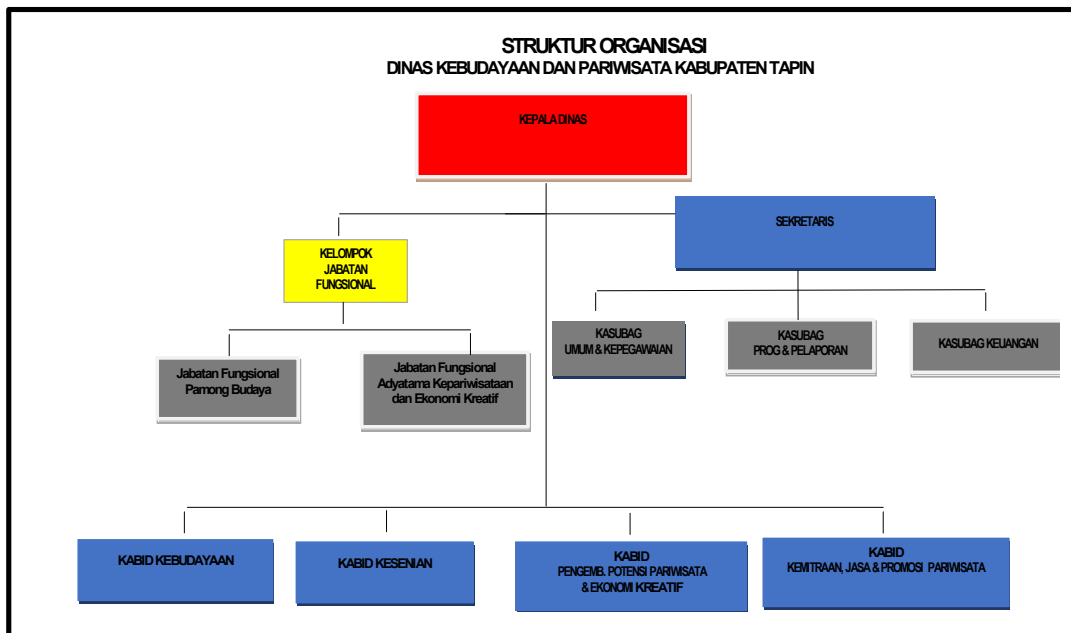 STRUKTUR ORGANISASI
DINAS KEBUDAYAAN DAN PARIWISATA KABUPATEN TAPIN
KEPALA DINAS
SEKRETARIS
KELOMPOK
JABATAN
FUNGSIONAL
KASUBAG
UMUM & KEPEGAWAIAN
KASUBAG
PROG & PELAPORAN
KASUBAG KEUANGAN
Jabatan Fungsional
Pamong Budaya
Jabatan Fungsional
Adyatama Kepariwisataan
dan Ekonomi Kreatif
KABID KEBUDAYAAN
KABID KESENIAN
KABID
PENGEMB. POTENSI PARIWISATA
& EKONOMI KREATIF
KABID
KEMITRAAN, JASA & PROMOSI PARIWISATA